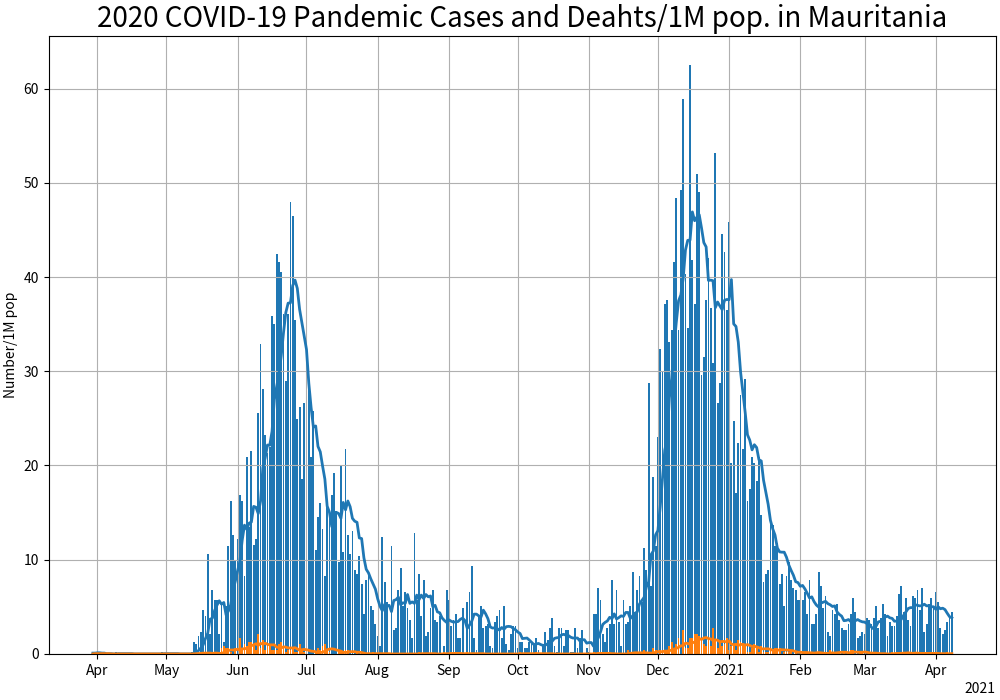 2020 COVID-19 Pandemic Cases and Deahts/1M pop. in Mauritania
Number/1M pop
60
50
40
30
20
10
0
Apr May Jun Jul Aug Sep Oct Nov Dec 2021 Feb Mar Apr
2021